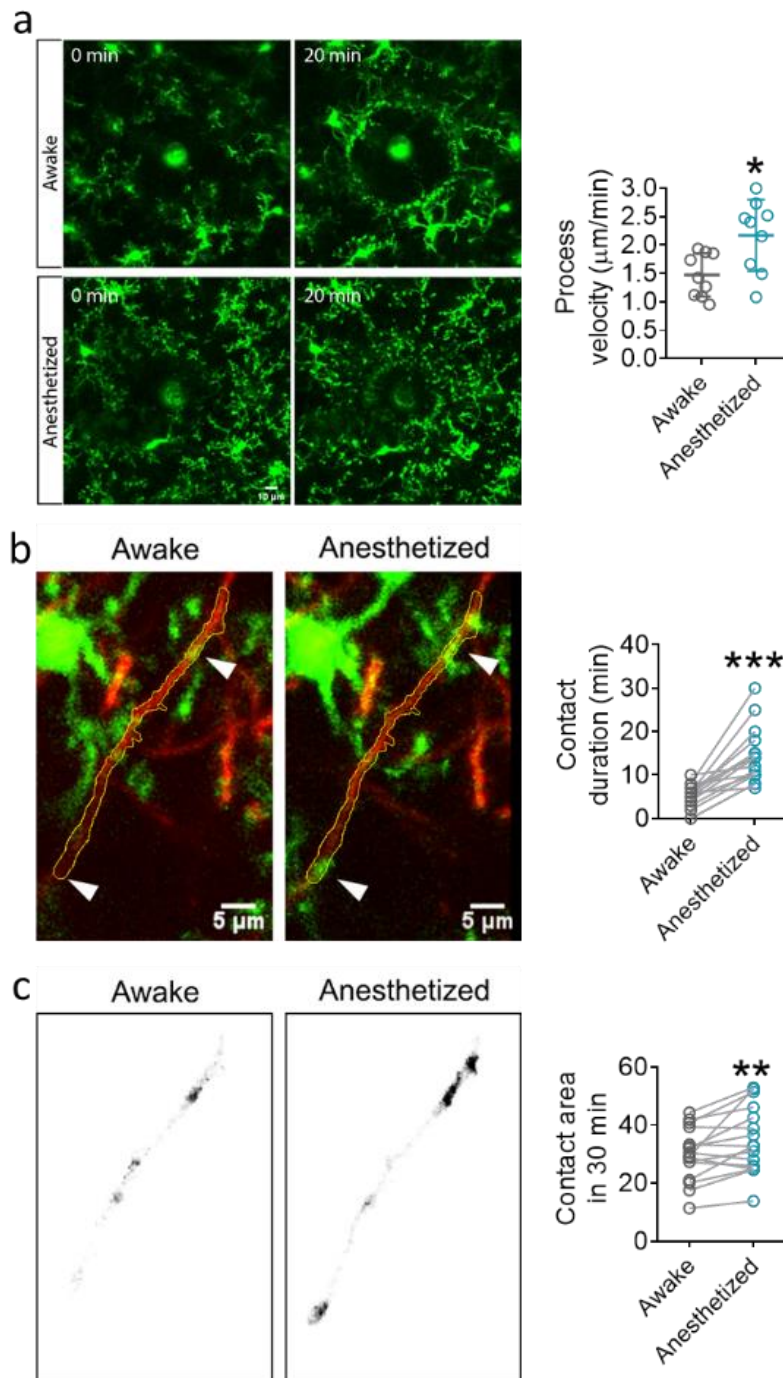 a
Awake
0 min
20 min
Anesthetized
0 min
20 min
10 µm
Process
velocity (µm/min)
3.0
2.5
2.0
1.5
1.0
0.5
0.0
*
Awake
Anesthetized
b
Awake
Anesthetized
5 µm
5 µm
Contact
duration (min)
40
30
20
10
0
***
Awake
Anesthetized
c
Awake
Anesthetized
Contact area
in 30 min
60
40
20
0
**
Awake
Anesthetized